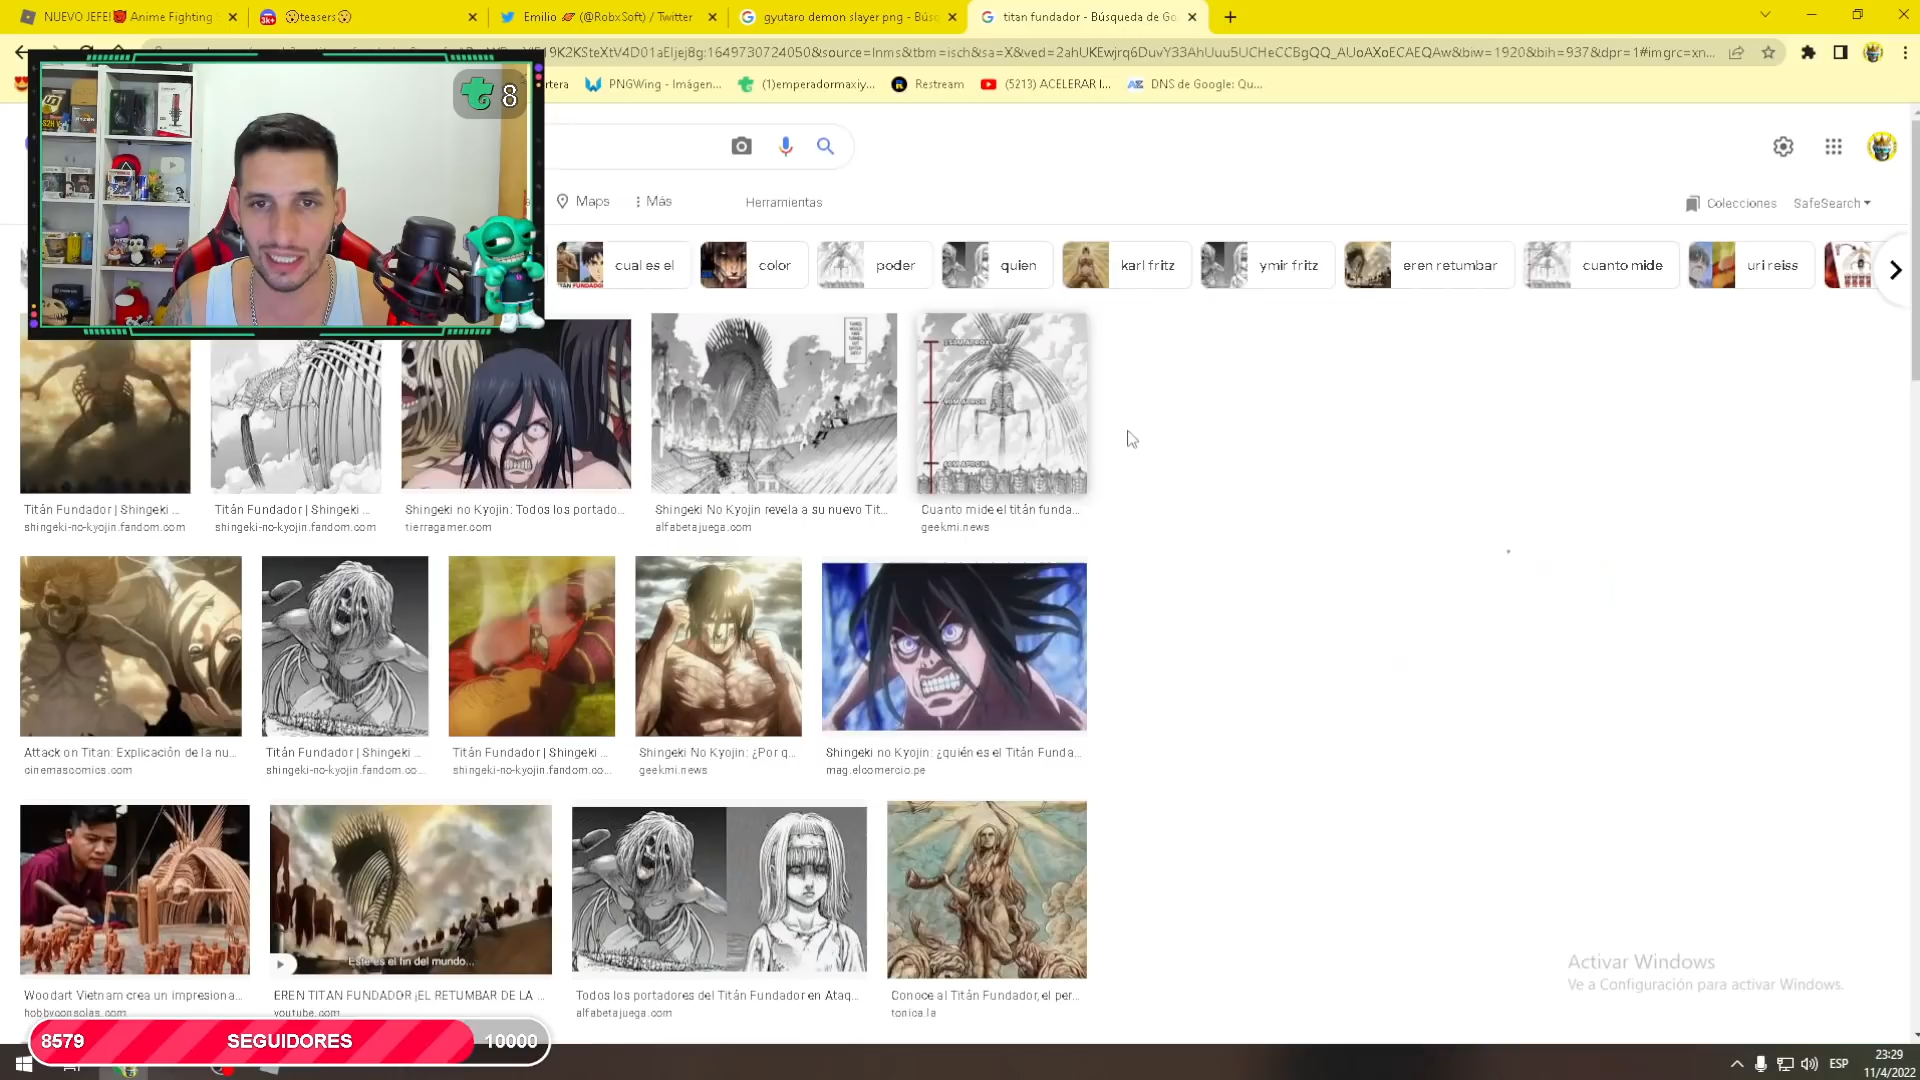 NUEVO JEFE! Anime Fighting
teasers
Emilio (@RobxSoft) / Twitter
gyutaro demon slayer png - Búsq
titan fundador - Búsqueda de Go
PNGWing - Imágen...
(1)emperadormaxiy...
Restream
(5213) ACELERAR I...
DNS de Google: Qu...
8
Maps
Más
Herramientas
Colecciones
SafeSearch
cual es el
color
poder
quien
karl fritz
ymir fritz
eren retumbar
cuanto mide
uri reiss
Titán Fundador | Shingeki ...
shingeki-no-kyojin.fandom.com
Titán Fundador | Shingeki ...
shingeki-no-kyojin.fandom.com
Shingeki no Kyojin: Todos los portado...
tierragamer.com
Shingeki No Kyojin revela a su nuevo Tit...
alfabetajuega.com
Cuanto mide el titán funda...
geekmi.news
Attack on Titan: Explicación de la nu...
cinemascomics.com
Titán Fundador | Shingeki ...
shingeki-no-kyojin.fandom.co...
Titán Fundador | Shingeki ...
shingeki-no-kyojin.fandom.co...
Shingeki No Kyojin: ¿Por q...
geekmi.news
Shingeki no Kyojin: ¿quién es el Titán Funda...
mag.elcomercio.pe
Este es el fin del mundo...
Woodart Vietnam crea un impresiona...
hobbyconsolas.com
EREN TITAN FUNDADOR ¡EL RETUMBAR DE LA ...
youtube.com
Todos los portadores del Titán Fundador en Ataq...
alfabetajuega.com
Conoce al Titán Fundador, el per...
tonica.la
Activar Windows
Ve a Configuración para activar Windows.
8579
SEGUIDORES
10000
ESP
23:29
11/4/2022